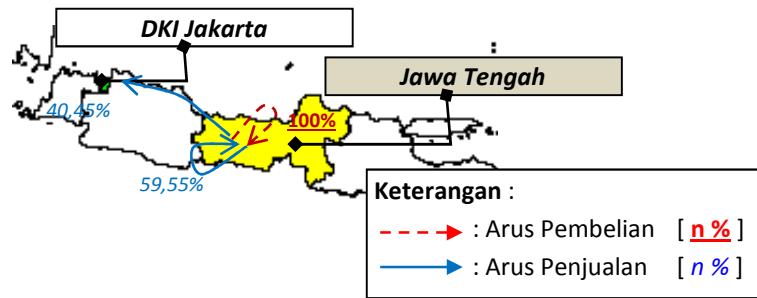 DKI Jakarta
Jawa Tengah
40,45%
100%
59,55%
Keterangan :
: Arus Pembelian [ n % ]
: Arus Penjualan [ n % ]